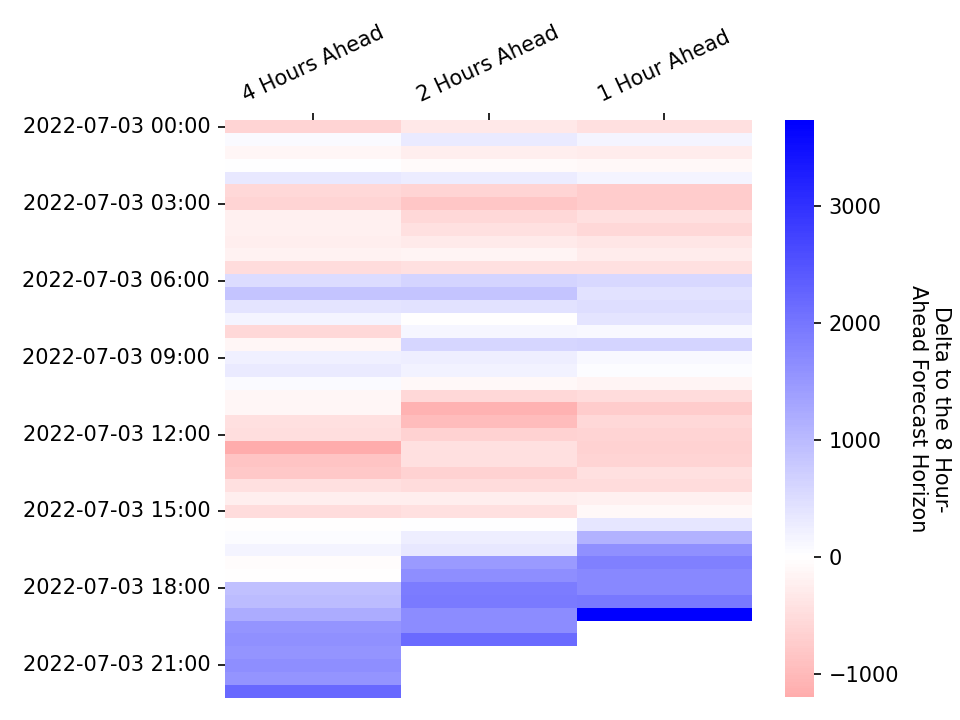 4 Hours Ahead
2 Hours Ahead
1 Hour Ahead
2022-07-03 00:00
2022-07-03 03:00
2022-07-03 06:00
2022-07-03 09:00
2022-07-03 12:00
2022-07-03 15:00
2022-07-03 18:00
2022-07-03 21:00
3000
2000
1000
0
−1000
Delta to the 8 Hour-
Ahead Forecast Horizon